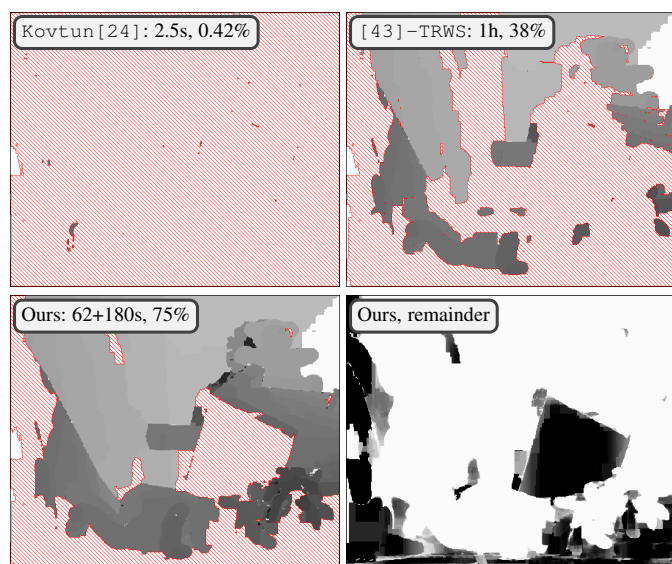 Kovtun[24]: 2.5s, 0.42%
[43]-TRWS: 1h, 38%
Ours: 62+180s, 75%
Ours, remainder